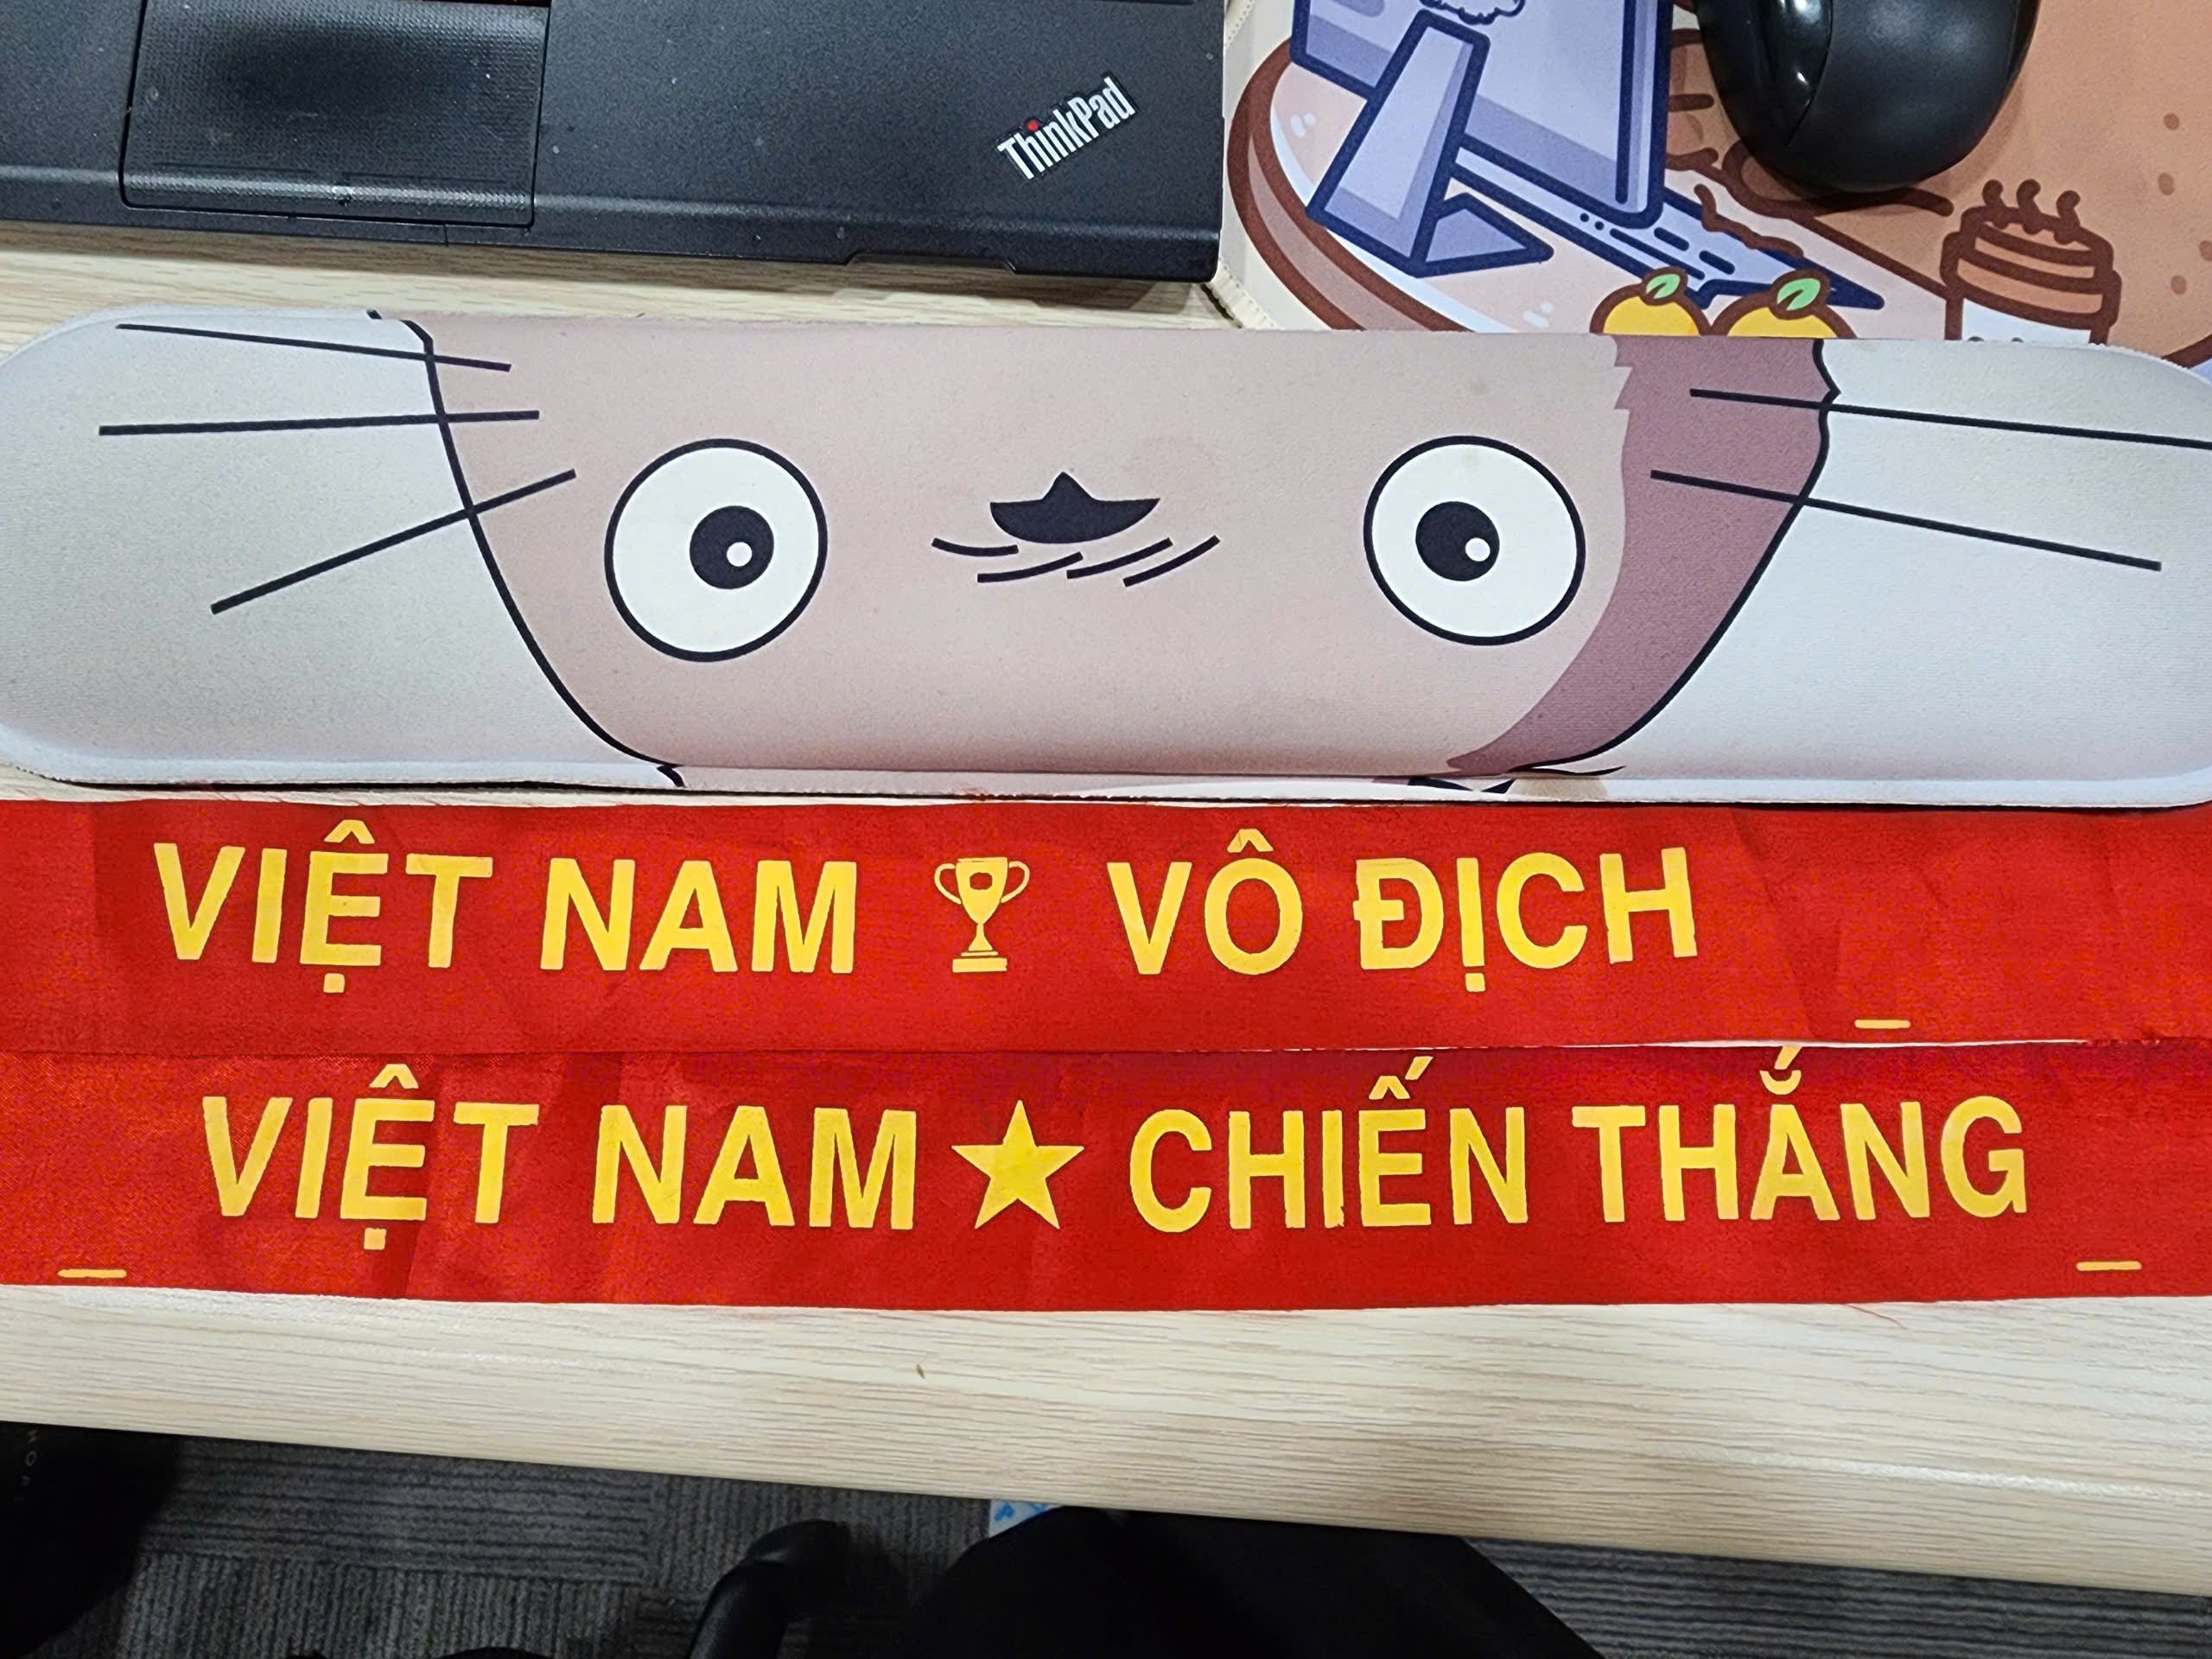 ThinkPad
VIỆT NAM VÔ ĐỊCH
VIỆT NAM CHIẾN THẮNG